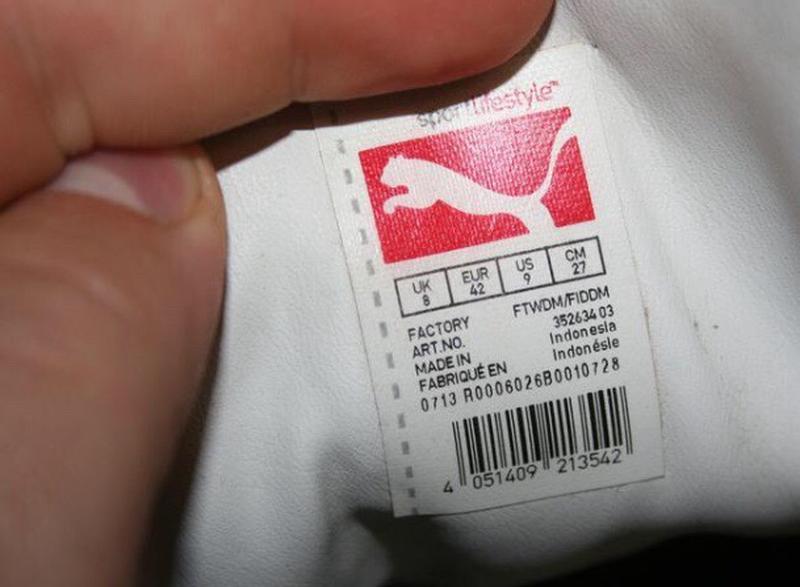 sportlifestyle™
UK EUR US CM
8 42 9 27
FACTORY FTWDM/FIDDM
ART.NO. 35263403
MADE IN Indonesia
FABRIQUÉ EN Indonésie
0713 R0006026B0010728
4 051409 213542